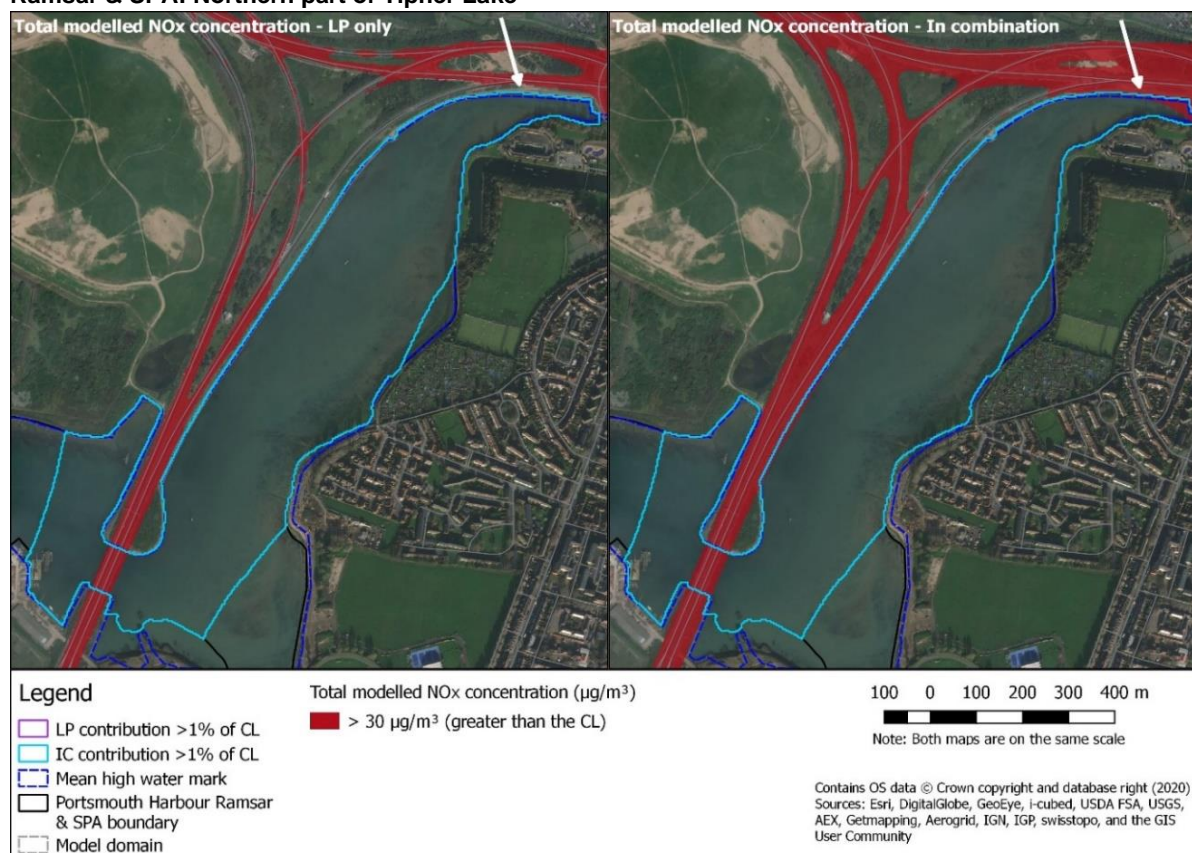 Ramsar & SPA: Northern part of Tipner Lake
Total modelled NOx concentration - LP only
Total modelled NOx concentration - In combination
Legend
LP contribution >1% of CL
IC contribution >1% of CL
Mean high water mark
Portsmouth Harbour Ramsar
& SPA boundary
Model domain
Total modelled NOx concentration (µg/m³)
> 30 µg/m³ (greater than the CL)
100 0 100 200 300 400 m
Note: Both maps are on the same scale
Contains OS data © Crown copyright and database right (2020)
Sources: Esri, DigitalGlobe, GeoEye, i-cubed, USDA FSA, USGS,
AEX, Getmapping, Aerogrid, IGN, IGP, swisstopo, and the GIS
User Community